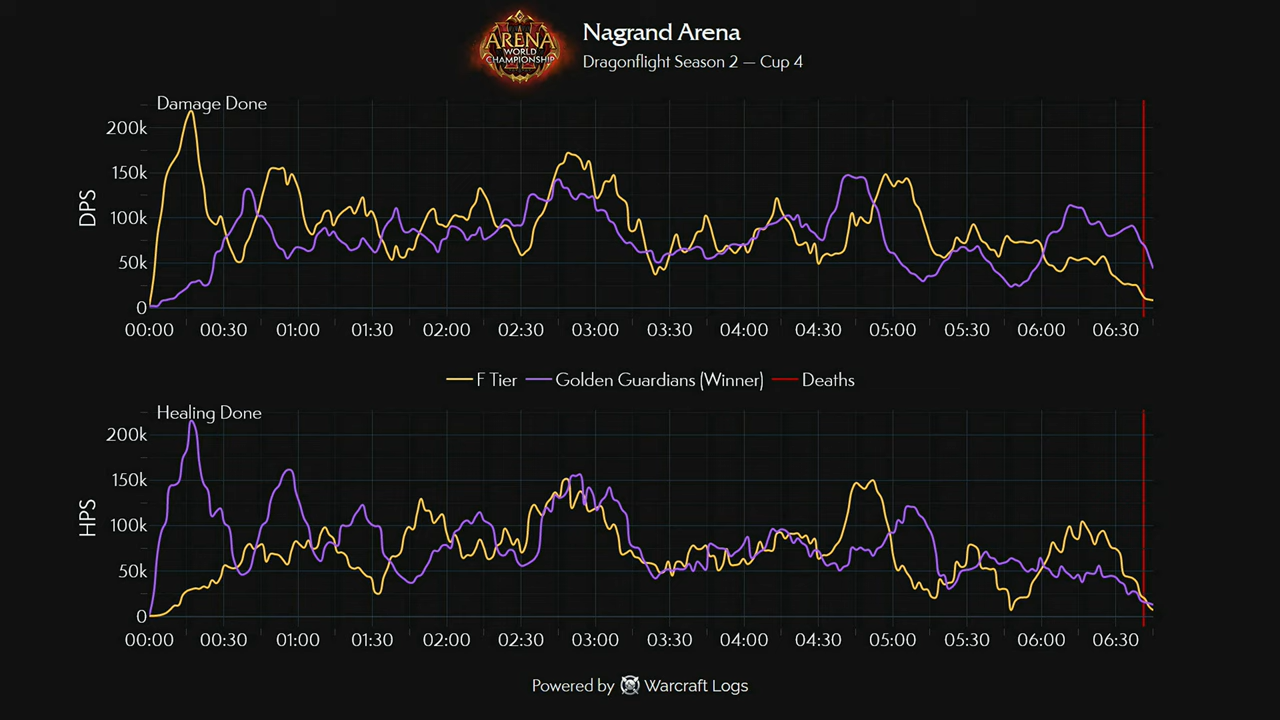 ARENA
WORLD
CHAMPIONSHIP
Nagrand Arena
Dragonflight Season 2 — Cup 4
Damage Done
DPS
200k
150k
100k
50k
0
00:00 00:30 01:00 01:30 02:00 02:30 03:00 03:30 04:00 04:30 05:00 05:30 06:00 06:30
F Tier Golden Guardians (Winner) Deaths
Healing Done
HPS
200k
150k
100k
50k
0
00:00 00:30 01:00 01:30 02:00 02:30 03:00 03:30 04:00 04:30 05:00 05:30 06:00 06:30
Powered by Warcraft Logs